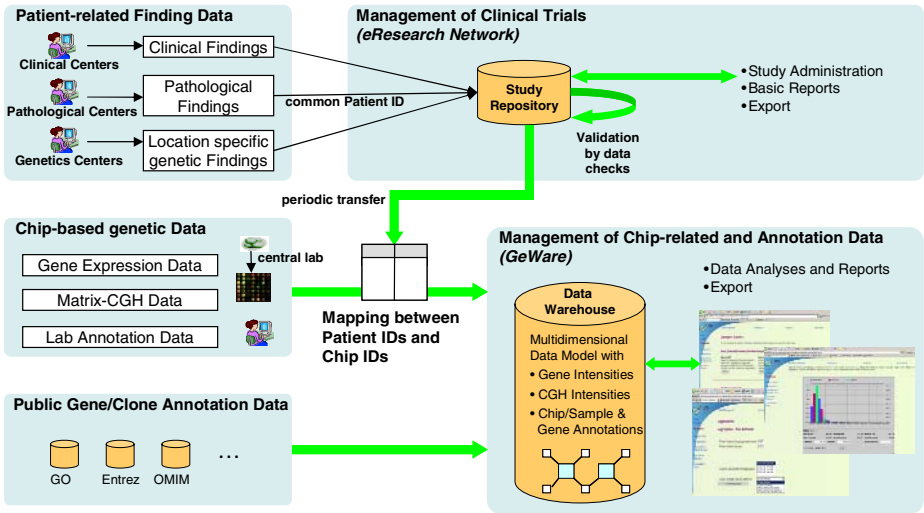 Patient-related Finding Data
Clinical Centers
Clinical Findings
Pathological Centers
Pathological
Findings
Genetics Centers
Location specific
genetic Findings
common Patient ID
Management of Clinical Trials
(eResearch Network)
Study
Repository
•Study Administration
•Basic Reports
•Export
Validation
by data
checks
periodic transfer
Chip-based genetic Data
Gene Expression Data
Matrix-CGH Data
Lab Annotation Data
central lab
Mapping between
Patient IDs and
Chip IDs
Public Gene/Clone Annotation Data
GO
Entrez
OMIM
...
Management of Chip-related and Annotation Data
(GeWare)
Data
Warehouse
Multidimensional
Data Model with
• Gene Intensities
• CGH Intensities
• Chip/Sample &
Gene Annotations
•Data Analyses and Reports
•Export